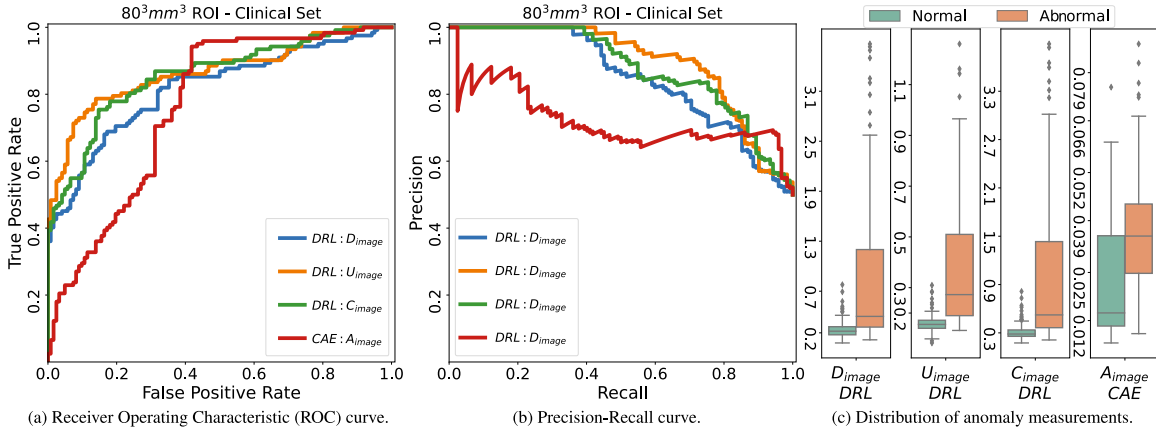 80³mm³ ROI - Clinical Set
True Positive Rate
1.0
0.8
0.6
0.4
0.2
DRL : D_image
DRL : U_image
DRL : C_image
CAE : A_image
0.0 0.2 0.4 0.6 0.8 1.0
False Positive Rate
(a) Receiver Operating Characteristic (ROC) curve.
80³mm³ ROI - Clinical Set
Precision
1.0
0.8
0.6
0.4
0.2
DRL : D_image
DRL : D_image
DRL : D_image
DRL : D_image
0.0 0.2 0.4 0.6 0.8 1.0
Recall
(b) Precision-Recall curve.
Normal Abnormal
3.1
2.5
1.9
1.3
0.7
0.2
D_image
DRL
1.1
0.9
0.7
0.5
0.3
0.2
U_image
DRL
3.3
2.7
2.1
1.5
0.9
0.3
C_image
DRL
0.079
0.066
0.052
0.039
0.025
0.012
A_image
CAE
(c) Distribution of anomaly measurements.